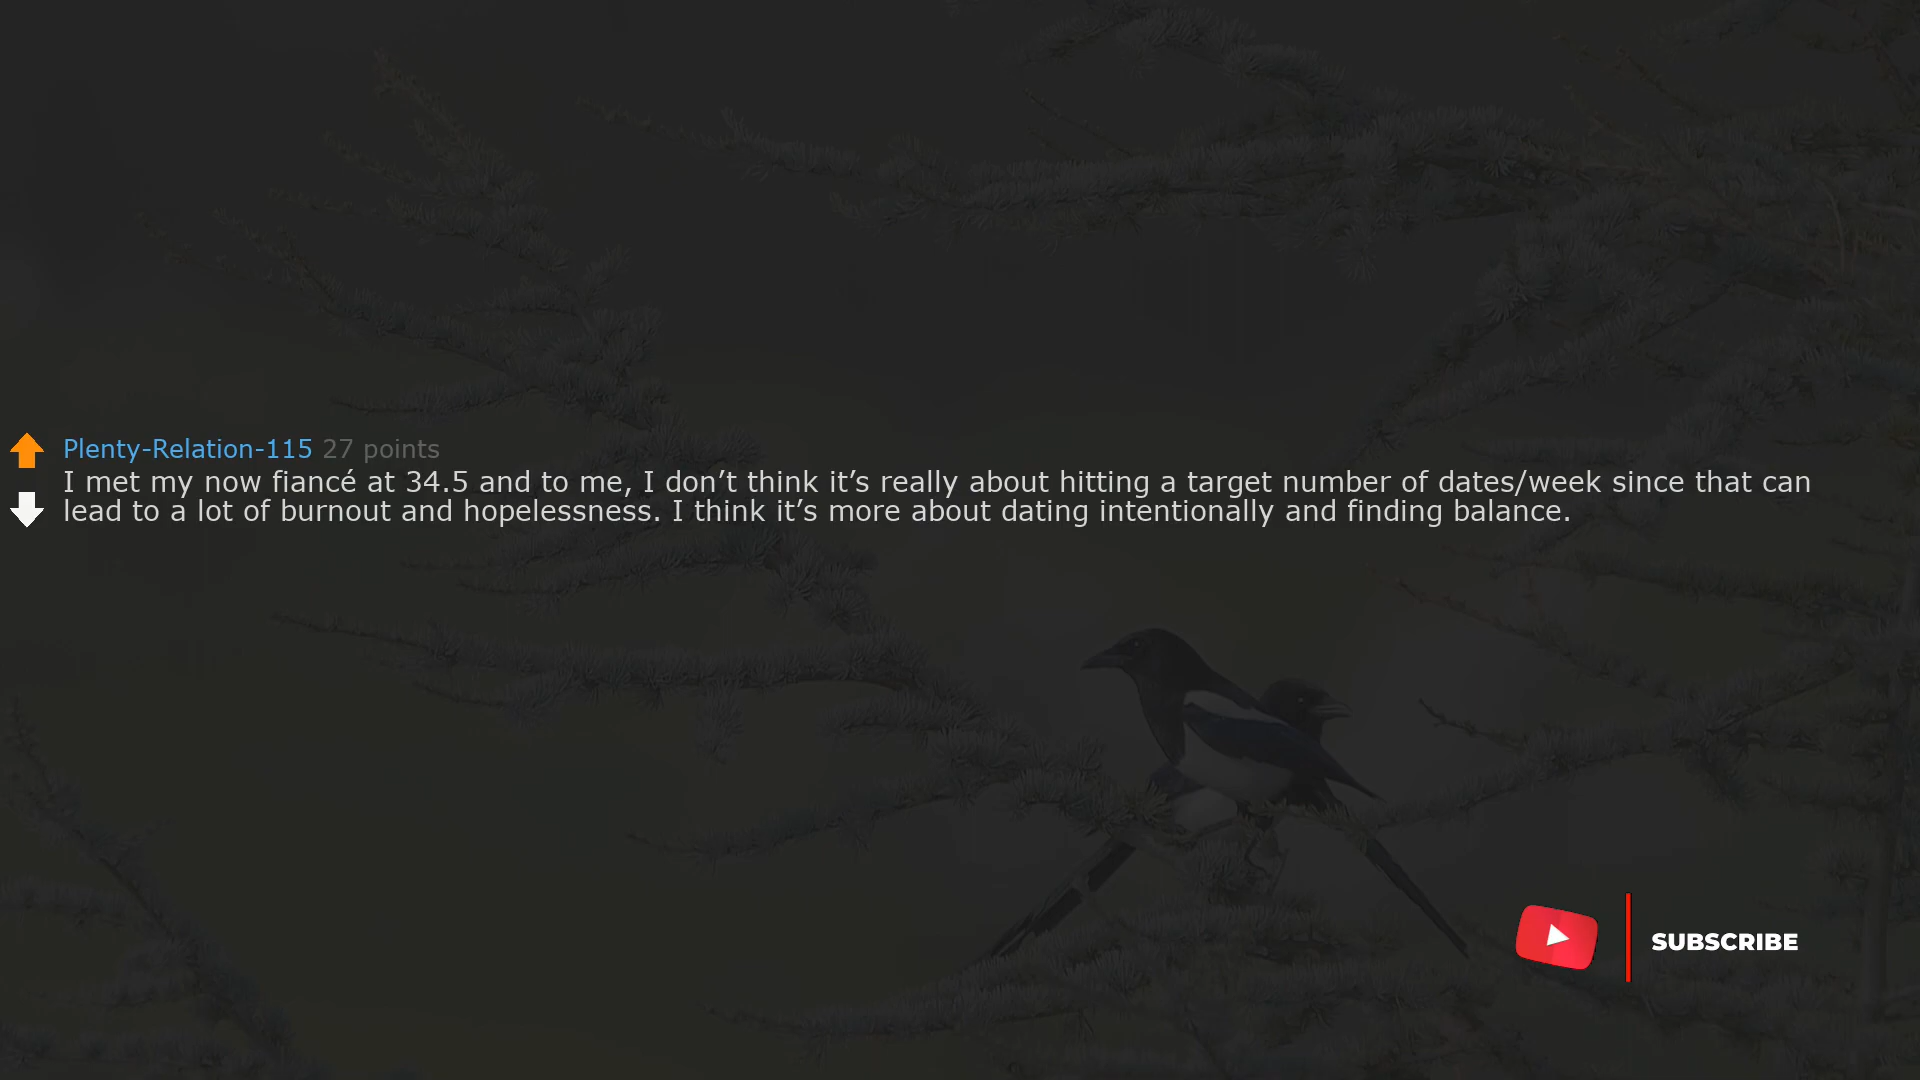 Plenty-Relation-115 27 points
I met my now fiancé at 34.5 and to me, I don’t think it’s really about hitting a target number of dates/week since that can
lead to a lot of burnout and hopelessness. I think it’s more about dating intentionally and finding balance.
SUBSCRIBE